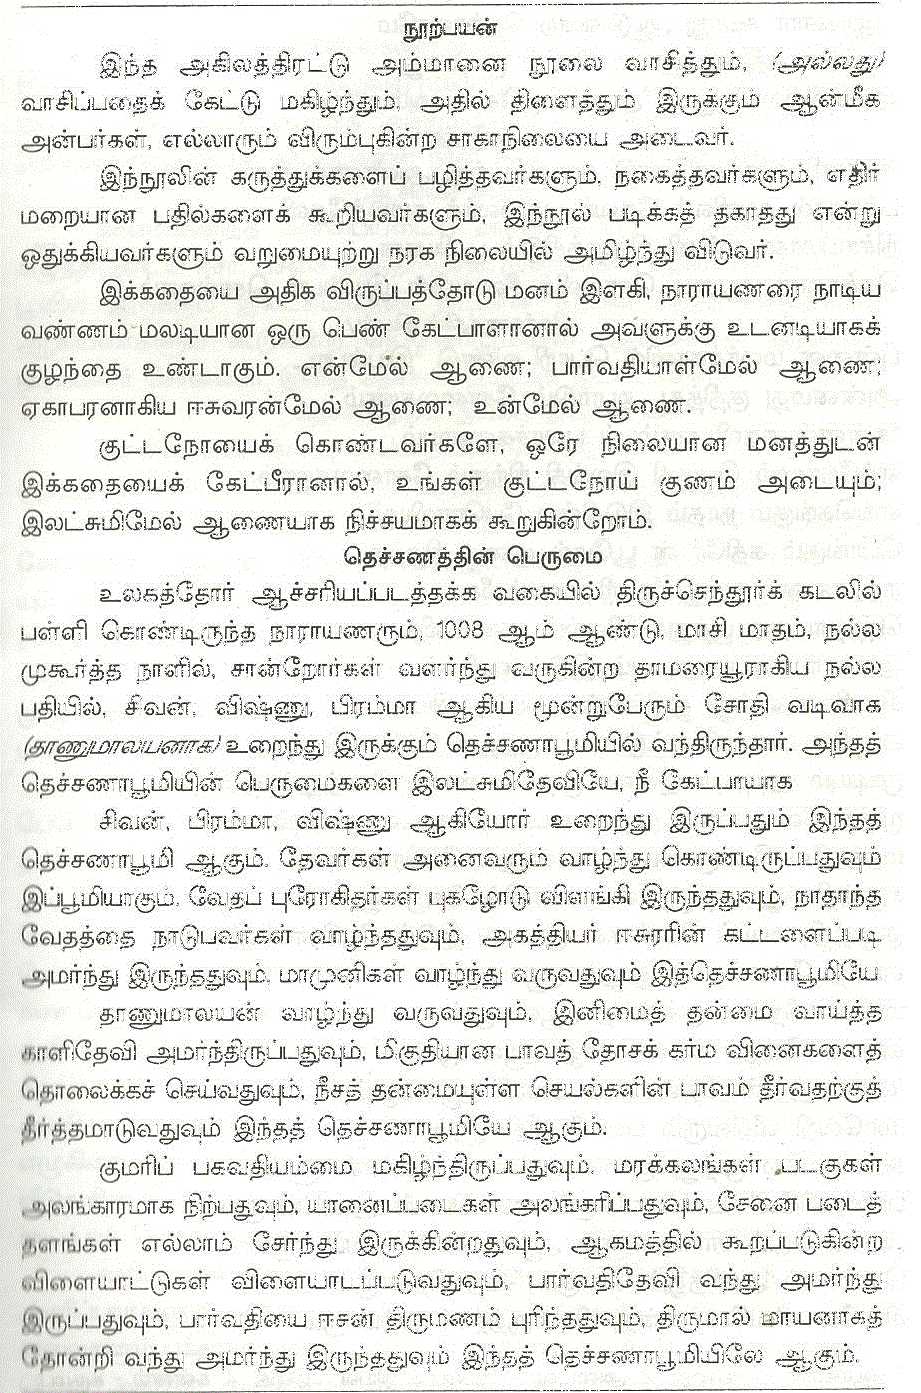 நூற்பயன்
இந்த அகிலத்திரட்டு அம்மானை நூலை வாசித்தும், (அல்லது)
வாசிப்பதைக் கேட்டு மகிழ்ந்தும், அதில் திளைத்தும் இருக்கும் ஆன்மீக
அன்பர்கள், எல்லாரும் விரும்புகின்ற சாகாநிலையை அடைவர்.
இந்நூலின் கருத்துக்களைப் பழித்தவர்களும், நகைத்தவர்களும், எதிர்
மறையான பதில்களைக் கூறியவர்களும், இந்நூல் படிக்கத் தகாதது என்று
ஒதுக்கியவர்களும் வறுமையுற்று நரக நிலையில் அமிழ்ந்து விடுவர்.
இக்கதையை அதிக விருப்பத்தோடு மனம் இளகி, நாராயணரை நாடிய
வண்ணம் மலடியான ஒரு பெண் கேட்பாளானால் அவளுக்கு உடனடியாகக்
குழந்தை உண்டாகும். என்மேல் ஆணை; பார்வதியாள்மேல் ஆணை;
ஏகாபரனாகிய ஈசுவரன்மேல் ஆணை; உன்மேல் ஆணை.
குட்டநோயைக் கொண்டவர்களே, ஒரே நிலையான மனத்துடன்
இக்கதையைக் கேட்பீரானால், உங்கள் குட்டநோய் குணம் அடையும்;
இலட்சுமிமேல் ஆணையாக நிச்சயமாகக் கூறுகின்றோம்.
தெச்சணத்தின் பெருமை
உலகத்தோர் ஆச்சரியப்படத்தக்க வகையில் திருச்செந்தூர்க் கடலில்
பள்ளி கொண்டிருந்த நாராயணரும், 1008 ஆம் ஆண்டு, மாசி மாதம், நல்ல
முகூர்த்த நாளில், சான்றோர்கள் வளர்ந்து வருகின்ற தாமரையூராகிய நல்ல
பதியில், சிவன், விஷ்ணு, பிரம்மா ஆகிய மூன்றுபேரும் சோதி வடிவாக
(தாணுமாலயனாக) உறைந்து இருக்கும் தெச்சணாபூமியில் வந்திருந்தார். அந்தத்
தெச்சணாபூமியின் பெருமைகளை இலட்சுமிதேவியே, நீ கேட்பாயாக
சிவன், பிரம்மா, விஷ்ணு ஆகியோர் உறைந்து இருப்பதும் இந்தத்
தெச்சணாபூமி ஆகும். தேவர்கள் அனைவரும் வாழ்ந்து கொண்டிருப்பதுவும்
இப்பூமியாகும், வேதப் புரோகிதர்கள் புகழோடு விளங்கி இருந்ததுவும், நாதாந்த
வேதத்தை நாடுபவர்கள் வாழ்ந்ததுவும், அகத்தியர் ஈசுரரின் கட்டளைப்படி
அமர்ந்து இருந்ததுவும், மாமுனிகள் வாழ்ந்து வருவதுவும் இத்தெச்சணாபூமியே.
தாணுமாலயன் வாழ்ந்து வருவதுவும், இனிமைத் தன்மை வாய்த்த
காளிதேவி அமர்ந்திருப்பதுவும், மிகுதியான பாவத் தோசக் கர்ம வினைகளைத்
தொலைக்கச் செய்வதுவும், நீசத் தன்மையுள்ள செயல்களின் பாவம் தீர்வதற்குத்
தீர்த்தமாடுவதுவும் இந்தத் தெச்சணாபூமியே ஆகும்.
குமரிப் பகவதியம்மை மகிழ்ந்திருப்பதுவும், மரக்கலங்கள் படகுகள்
அலங்காரமாக நிற்பதுவும், யானைப்படைகள் அலங்கரிப்பதுவும், சேனை படைத்
தளங்கள் எல்லாம் சேர்ந்து இருக்கின்றதுவும், ஆகமத்தில் கூறப்படுகின்ற
விளையாட்டுகள் விளையாடப்படுவதுவும், பார்வதிதேவி வந்து அமர்ந்து
இருப்பதுவும், பார்வதியை ஈசன் திருமணம் புரிந்ததுவும், திருமால் மாயனாகத்
தோன்றி வந்து அமர்ந்து இருந்ததுவும் இந்தத் தெச்சணாபூமியிலே ஆகும்.